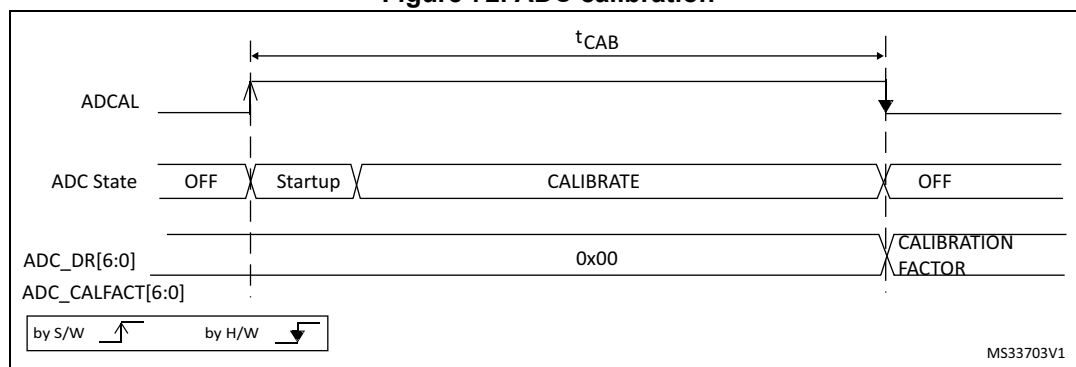 Figure 72. ADC calibration
tCAB
ADCAL
ADC State OFF Startup CALIBRATE OFF
ADC_DR[6:0] 0x00 CALIBRATION
FACTOR
ADC_CALFACT[6:0]
by S/W by H/W
MS33703V1